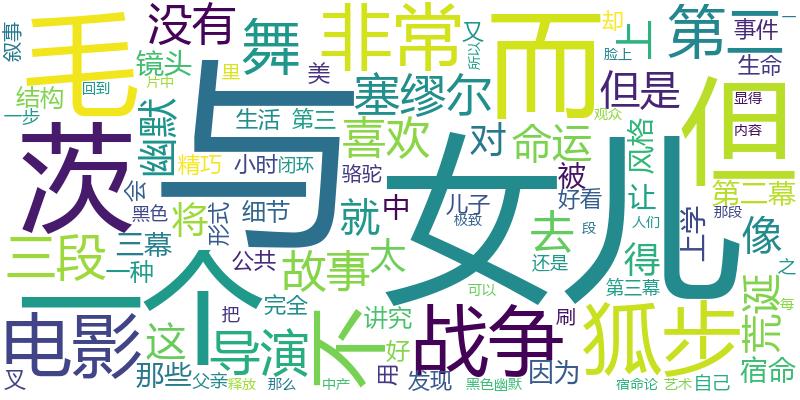 叙事
毛
没有
舞
非常
而
第二
却
上
事件
一
镜头
回到
片中
里
美
又
所以
脸上
生命
结构
一步
幽默
与
塞缪尔
但是
但
显得
内容
茨
精巧
生活
第三
小时
闭环
喜欢
对
命运
观众
风格
骆驼
被
女儿
会
黑色
将
形式
细节
就
中
儿子
极致
好看
段
让
人们
上学
第二幕
那段
三段
三幕
一种
一个
公共
故事
太
去
还是
得
第三幕
像
之
电影
这
导演
把
完全
不
讲究
好
可以
战争
刷
狐步
荒诞
每
叉
那些
父亲
释放
那么
中产
用
发现
黑色幽默
因为
宿命论
艺术
自己
宿命